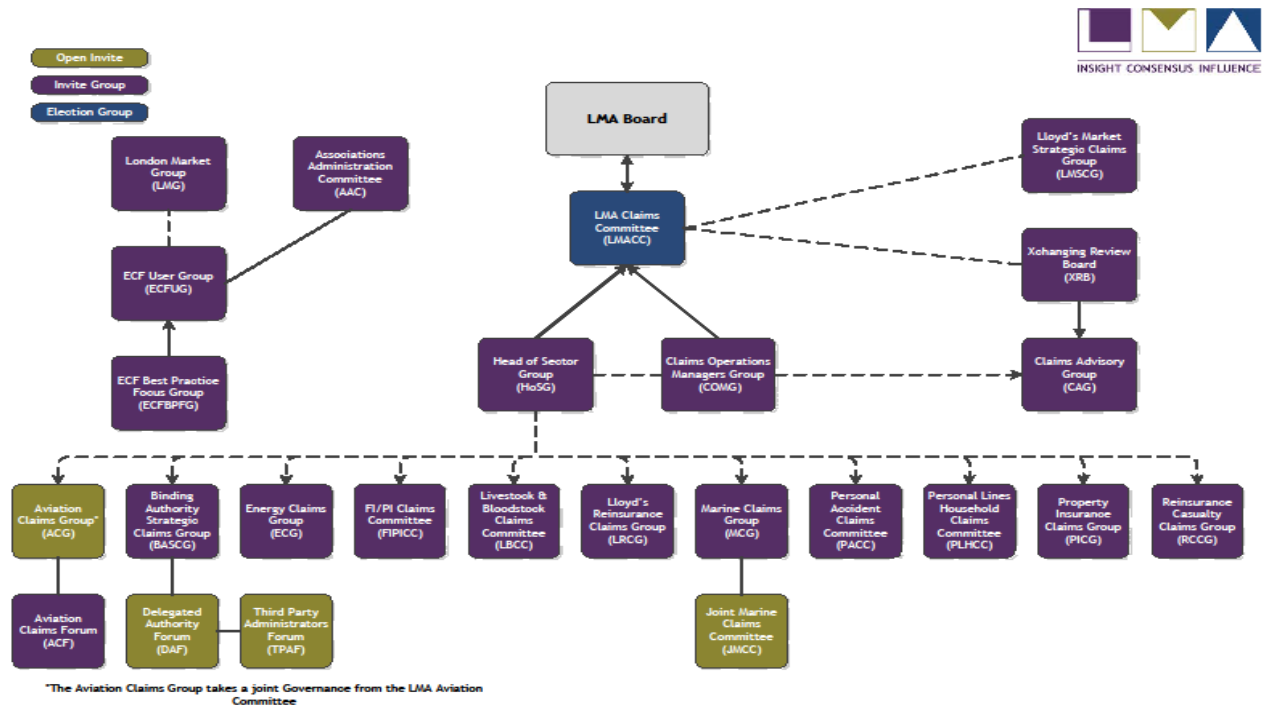 INSIGHT CONSENSUS INFLUENCE
Open Invite
Invite Group
Election Group
LMA Board
London Market
Group
(LMG)
Associations
Administration
Committee
(AAC)
Lloyd's Market
Strategic Claims
Group
(LMSCG)
LMA Claims
Committee
(LMACC)
ECF User Group
(ECFUG)
Xchanging Review
Board
(XRB)
ECF Best Practice
Focus Group
(ECFBPFG)
Head of Sector
Group
(HoSG)
Claims Operations
Managers Group
(COMG)
Claims Advisory
Group
(CAG)
Aviation
Claims Group*
(ACG)
Binding
Authority
Strategic
Claims Group
(BASCG)
Energy Claims
Group
(ECG)
FI/PI Claims
Committee
(FIPICC)
Livestock &
Bloodstock
Claims
Committee
(LBCC)
Lloyd's
Reinsurance
Claims Group
(LRCG)
Marine Claims
Group
(MCG)
Personal
Accident
Claims
Committee
(PACC)
Personal Lines
Household
Claims
Committee
(PLHCC)
Property
Insurance
Claims Group
(PICG)
Reinsurance
Casualty
Claims Group
(RCCG)
Aviation
Claims Forum
(ACF)
Delegated
Authority
Forum
(DAF)
Third Party
Administrators
Forum
(TPAF)
Joint Marine
Claims
Committee
(JMCC)
*The Aviation Claims Group takes a joint Governance from the LMA Aviation
Committee